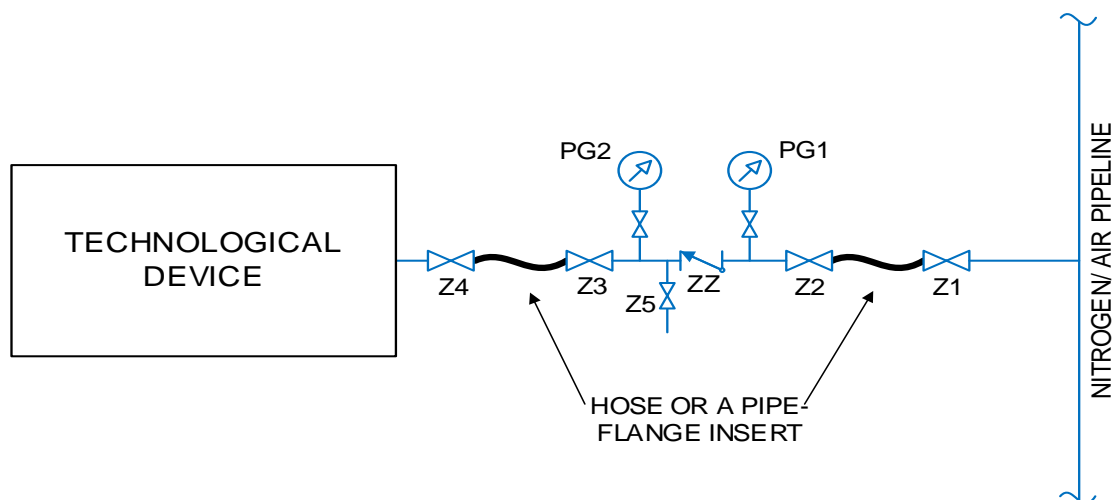 PG2
PG1
TECHNOLOGICAL
DEVICE
Z4
Z3
Z5
ZZ
Z2
Z1
HOSE OR A PIPE-
FLANGE INSERT
NITROGEN/ AIR PIPELINE